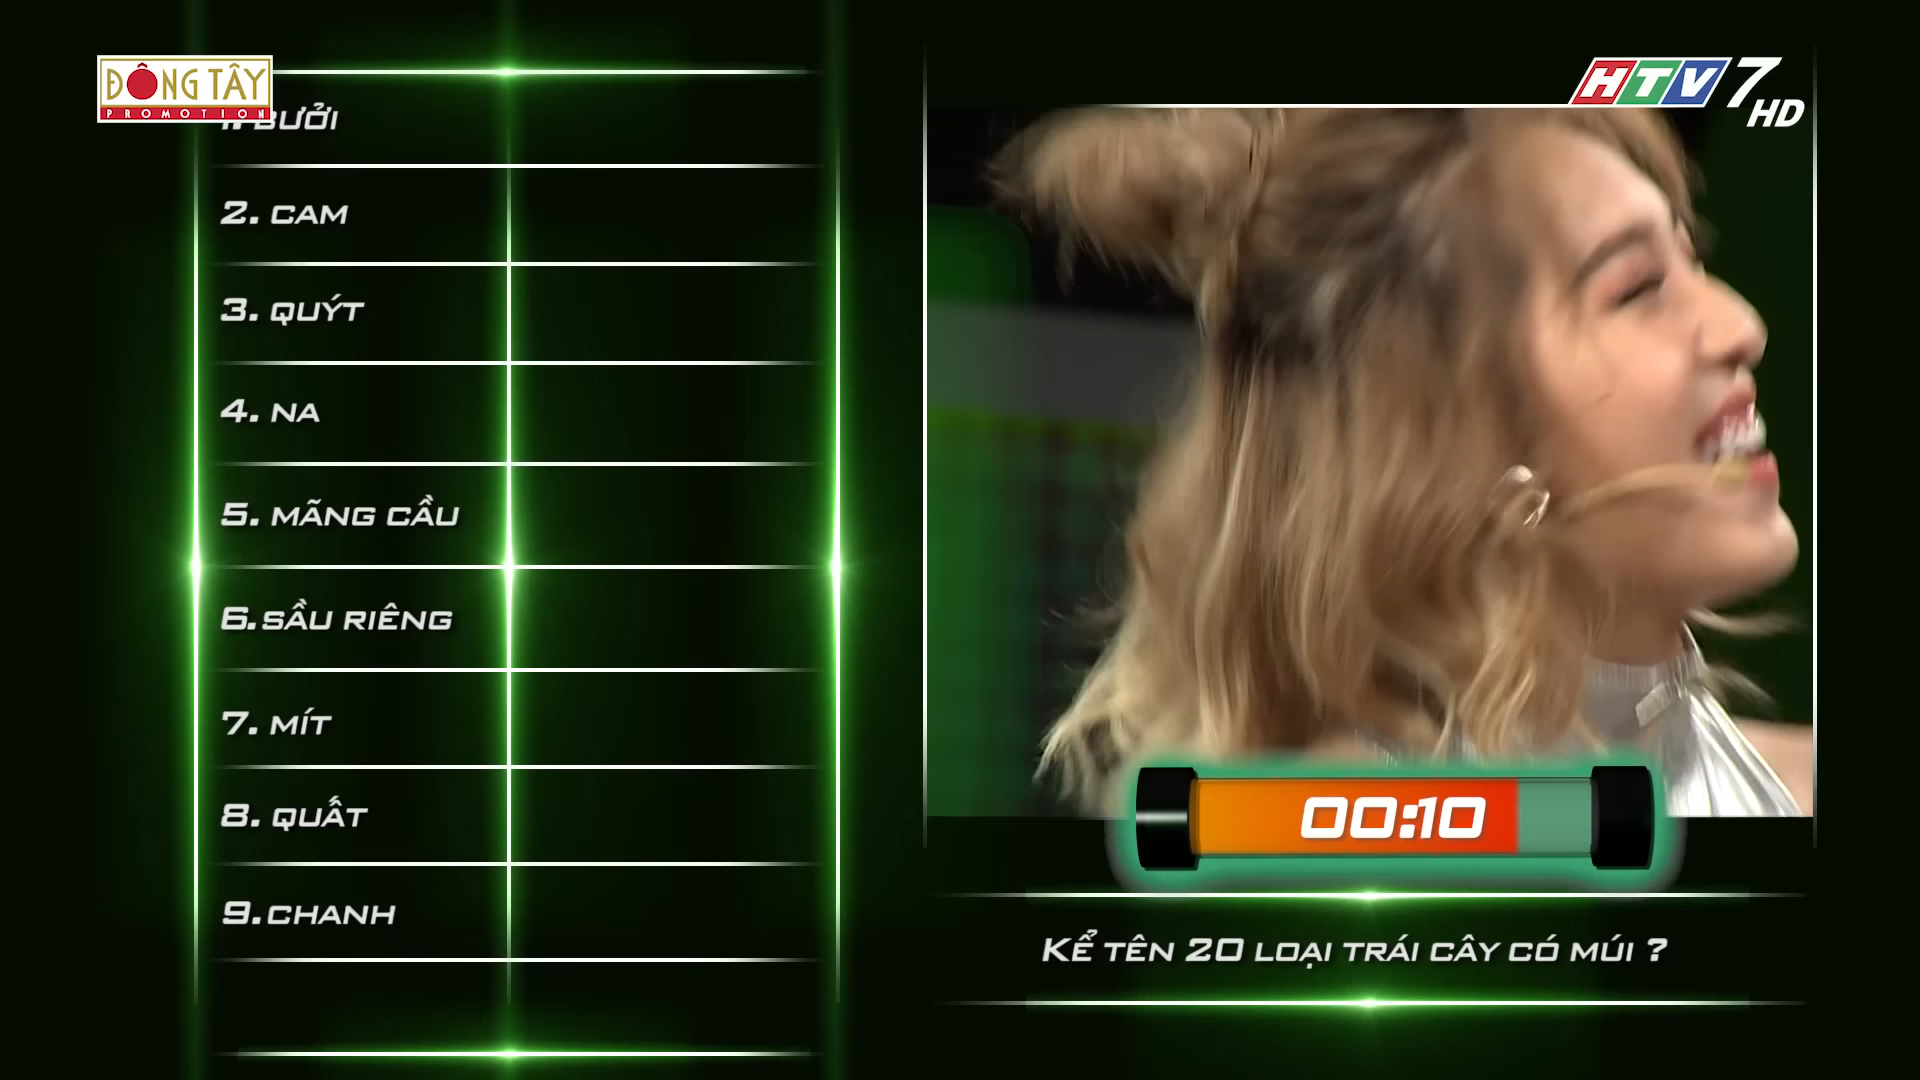 ĐÔNG TÂY
PROMOTION
HTV7
HD
1. BƯỞI
2. CAM
3. QUÝT
4. NA
5. MÃNG CẦU
6. SẦU RIÊNG
7. MÍT
8. QUẤT
9. CHANH
00:10
KỂ TÊN 20 LOẠI TRÁI CÂY CÓ MÚI ?